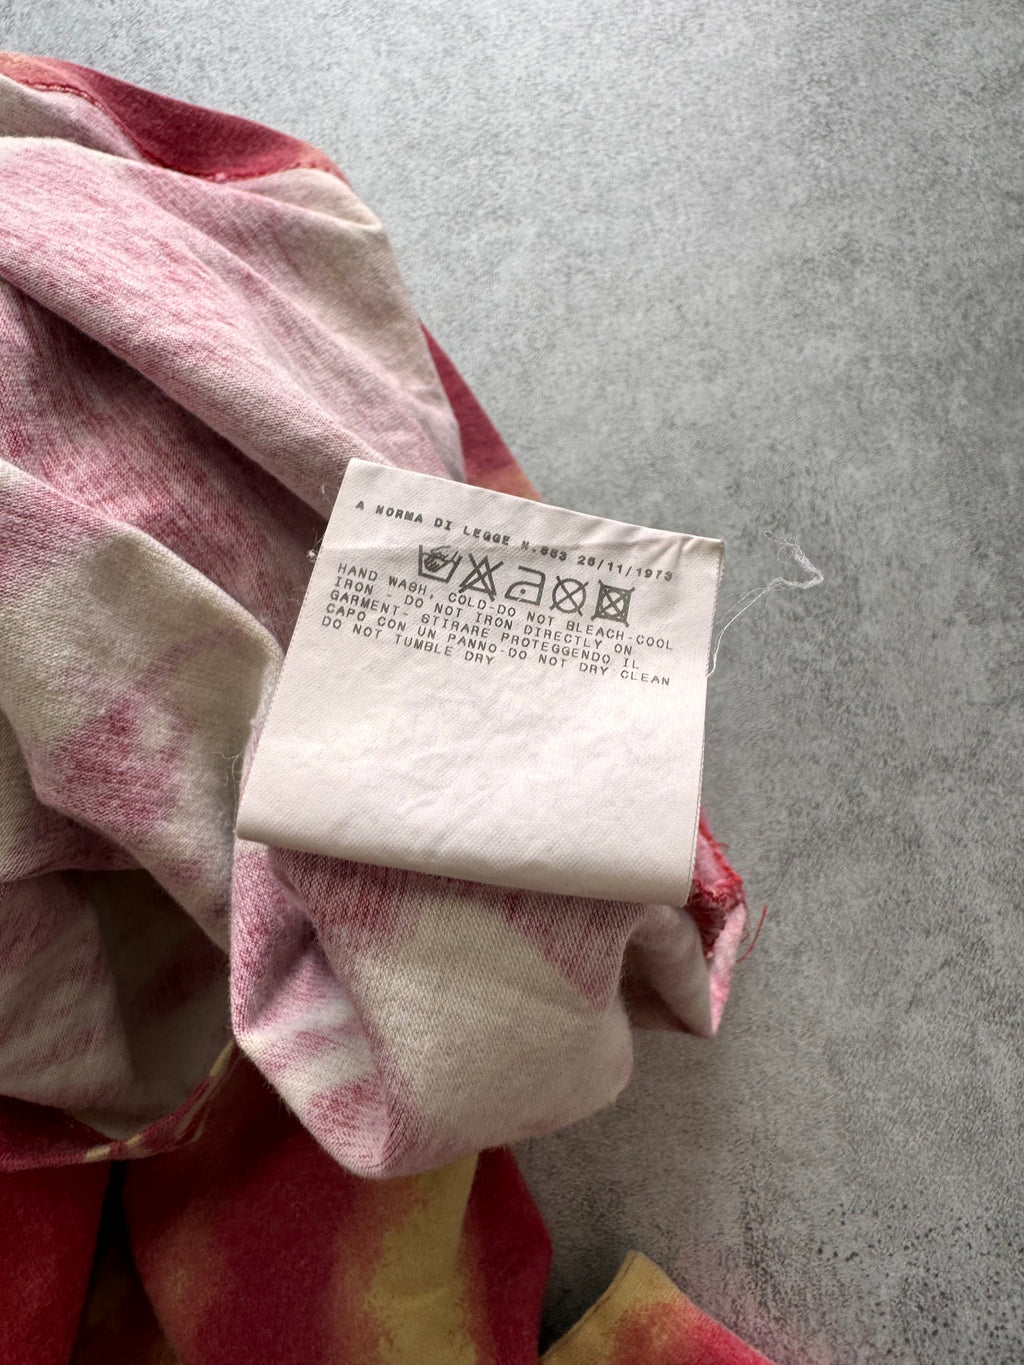 A NORMA DI LEGGE N.883 26/11/1973
HAND WASH, COLD-DO NOT BLEACH-COOL
IRON - DO NOT IRON DIRECTLY ON
GARMENT- STIRARE PROTEGGENDO IL
CAPO CON UN PANNO-DO NOT DRY CLEAN
DO NOT TUMBLE DRY